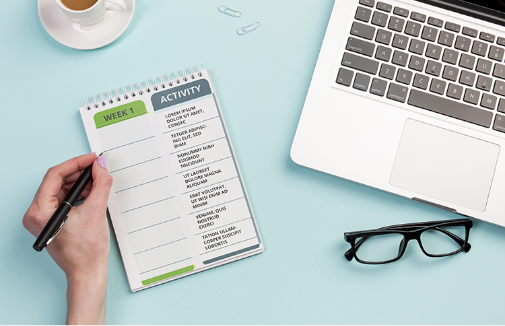 WEEK 1
ACTIVITY
LOREM IPSUM
DOLOR SIT AMET,
CONSEC
TETUER ADIPISC-
ING ELIT, SED
DIAM
NONUMMY NIBH
EUISMOD
TINCIDUNT
UT LAOREET
DOLORE MAGNA
ALIQUAM
ERAT VOLUTPAT
UT WISI ENIM AD
MINIM
VENIAM, QUIS
NOSTRUD
EXERCI
TATION ULLAM-
CORPER SUSCIPIT
LOBORTIS